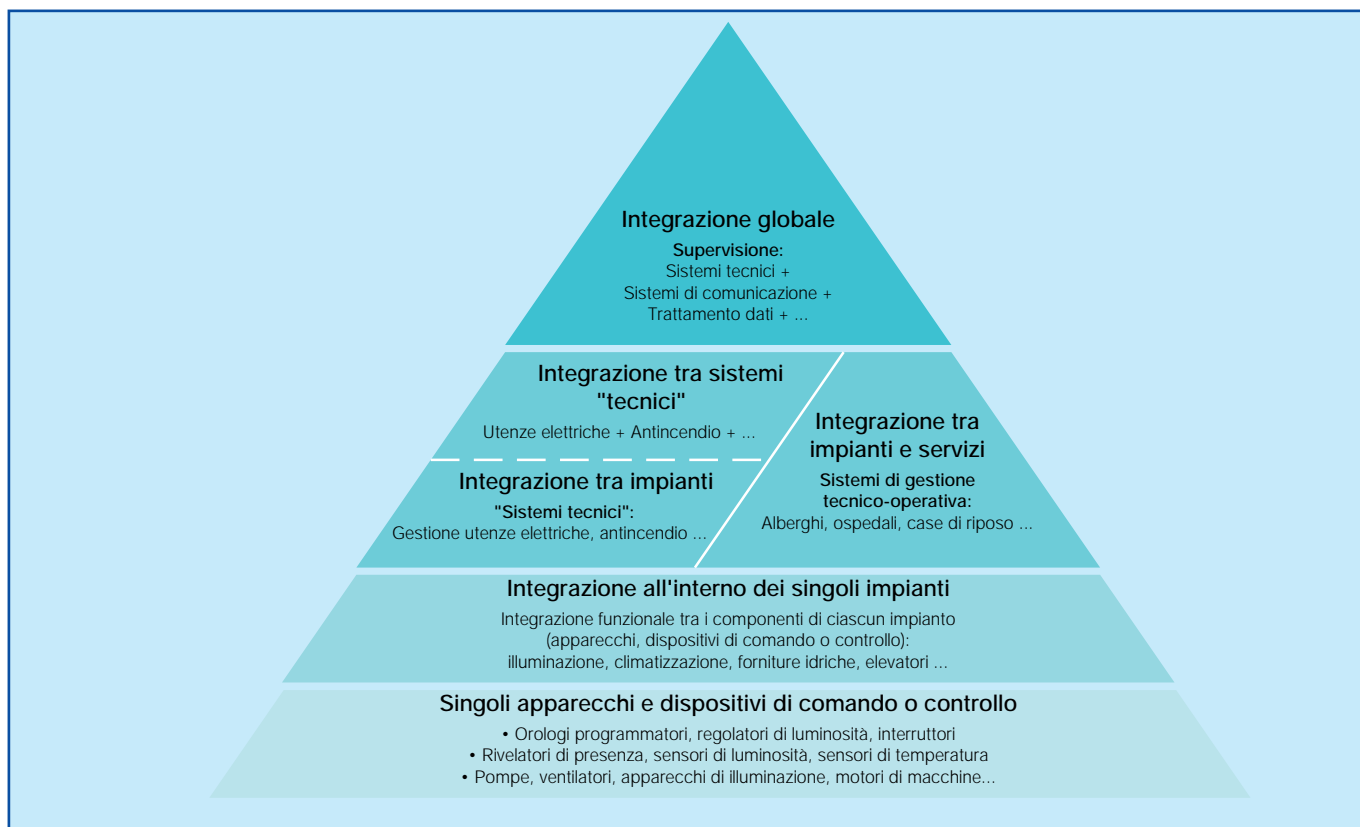 Integrazione globale
Supervisione:
Sistemi tecnici +
Sistemi di comunicazione +
Trattamento dati + ...
Integrazione tra sistemi
"tecnici"
Utenze elettriche + Antincendio + ...
Integrazione tra impianti
"Sistemi tecnici":
Gestione utenze elettriche, antincendio ...
Integrazione tra
impianti e servizi
Sistemi di gestione
tecnico-operativa:
Alberghi, ospedali, case di riposo ...
Integrazione all'interno dei singoli impianti
Integrazione funzionale tra i componenti di ciascun impianto
(apparecchi, dispositivi di comando o controllo):
illuminazione, climatizzazione, forniture idriche, elevatori ...
Singoli apparecchi e dispositivi di comando o controllo
• Orologi programmatori, regolatori di luminosità, interruttori
• Rivelatori di presenza, sensori di luminosità, sensori di temperatura
• Pompe, ventilatori, apparecchi di illuminazione, motori di macchine...